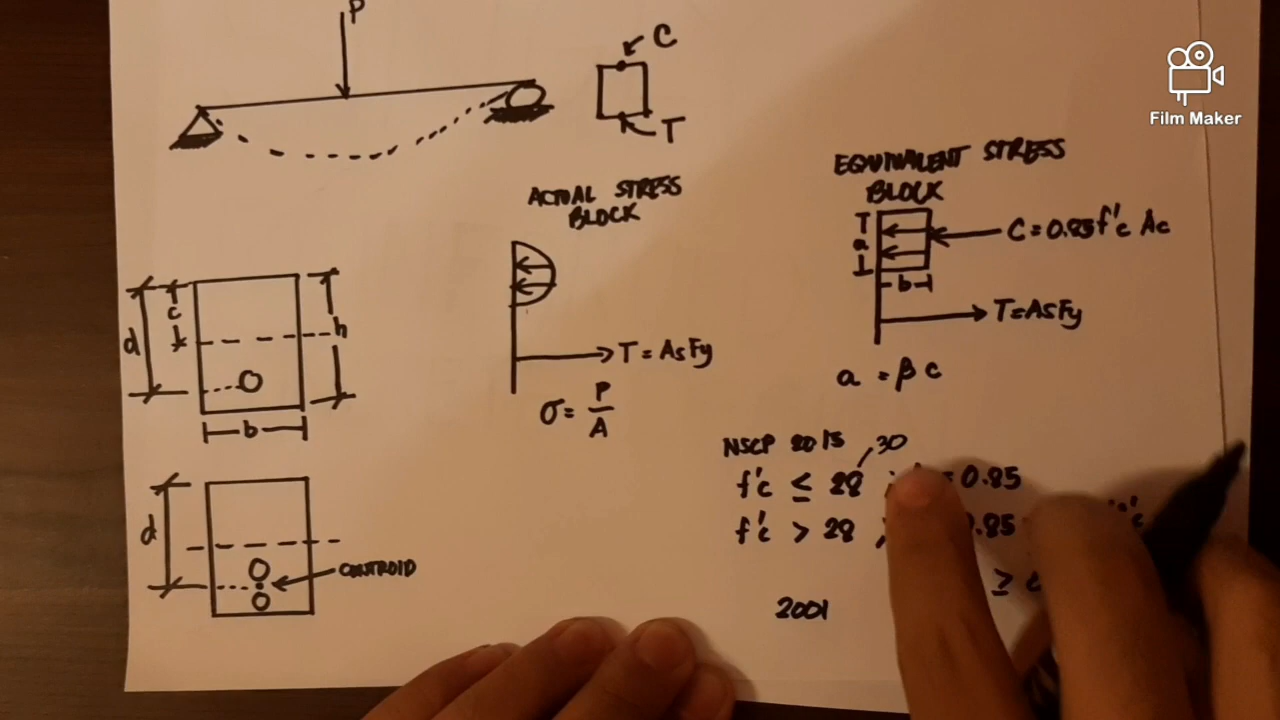 P
C
T
Film Maker
ACTUAL STRESS
BLOCK
EQUIVALENT STRESS
BLOCK
T
a
C = 0.85f'c Ac
b
T = AsFy
a = β c
T = AsFy
σ = P
A
d
c
h
b
d
CENTROID
NSCP 2015
f'c ≤ 28 , 30 = 0.85
f'c > 28 ; 0.85
≥
2001